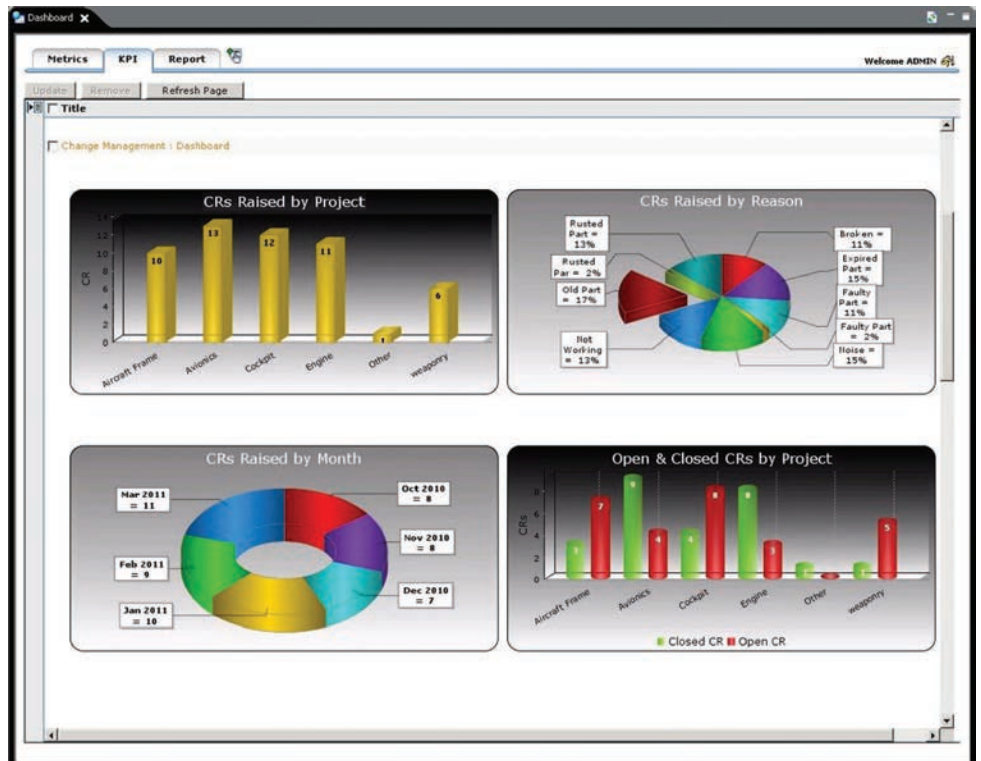 Dashboard
Metrics KPI Report
Welcome ADMIN
Update Remove Refresh Page
Title
Change Management : Dashboard
CRs Raised by Project
CR
14
12
10
8
6
4
2
0
10
13
12
11
1
6
Aircraft Frame
Avionics
Cockpit
Engine
Other
weaponry
CRs Raised by Reason
Rusted
Part =
13%
Rusted
Par = 2%
Old Part
= 17%
Not
Working
= 13%
Broken =
11%
Expired
Part =
15%
Faulty
Part =
11%
Faulty Part
= 2%
Noise =
15%
CRs Raised by Month
Mar 2011
= 11
Feb 2011
= 9
Jan 2011
= 10
Oct 2010
= 8
Nov 2010
= 8
Dec 2010
= 7
Open & Closed CRs by Project
CRs
8
6
4
2
0
3
7
9
4
4
8
8
3
1
1
5
Aircraft Frame
Avionics
Cockpit
Engine
Other
weaponry
Closed CR Open CR